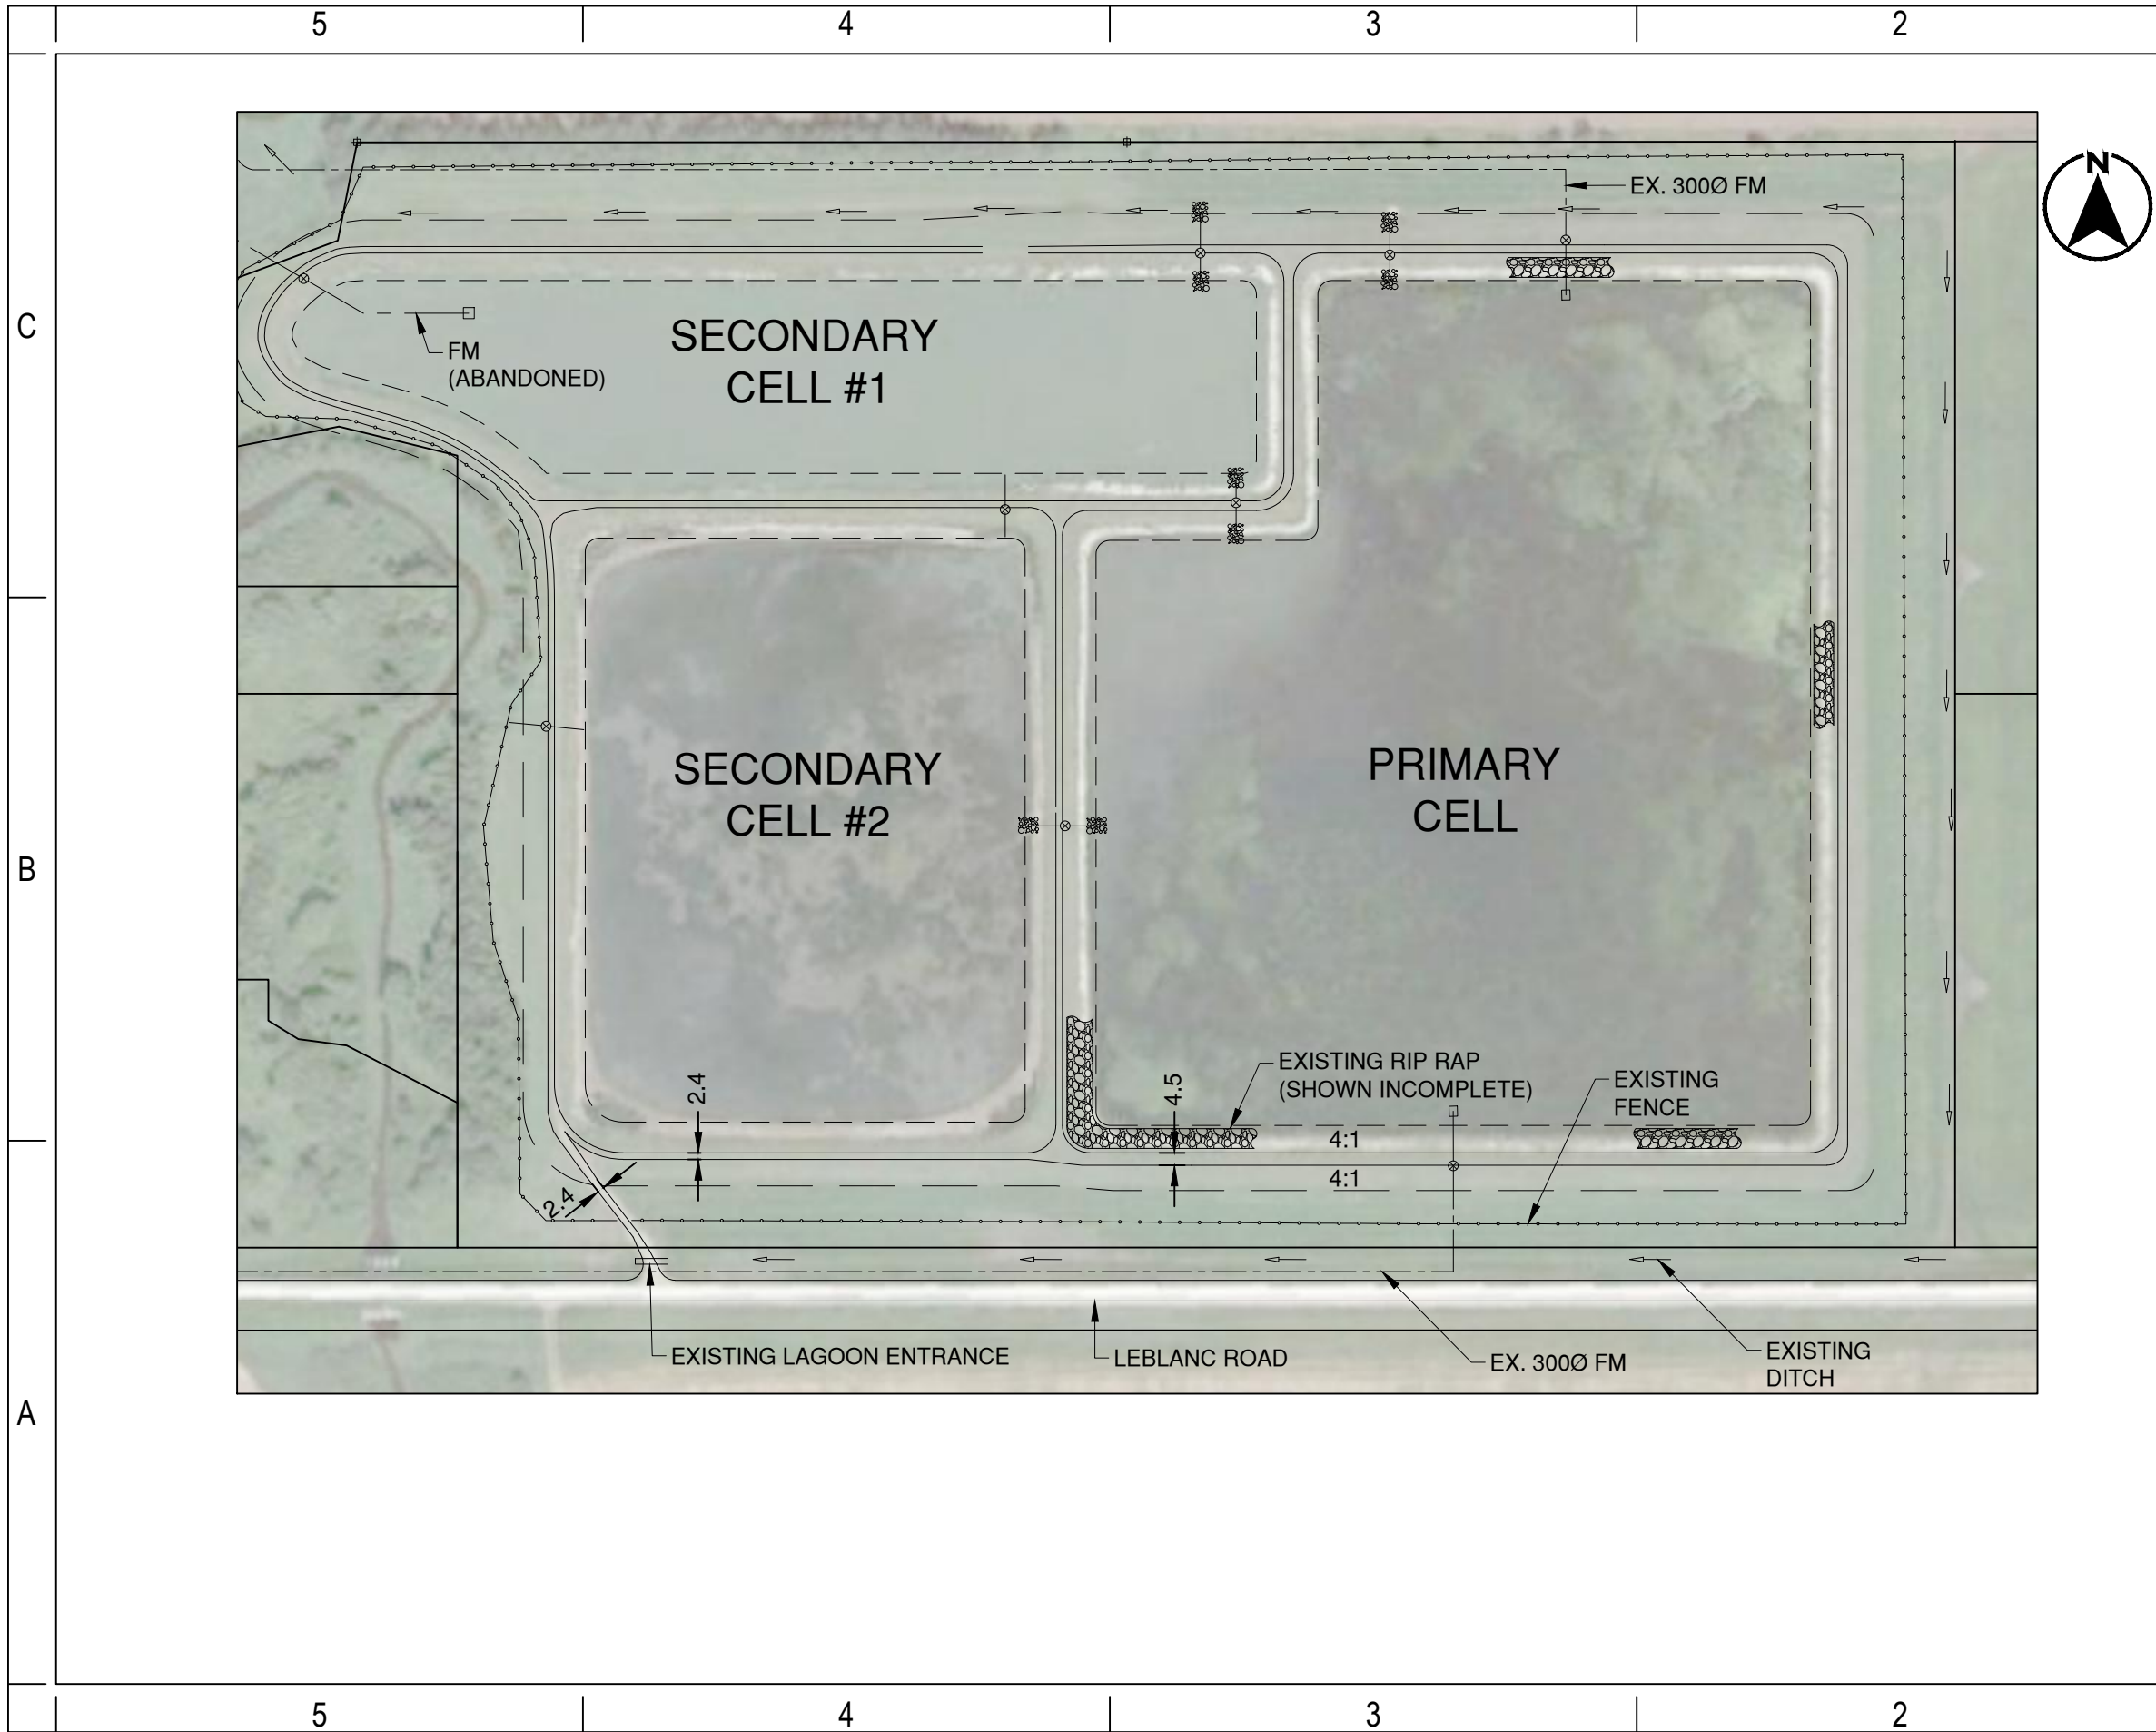 5
4
3
2
N
EX. 300Ø FM
C
SECONDARY
CELL #1
FM
(ABANDONED)
SECONDARY
CELL #2
PRIMARY
CELL
B
2.4
4.5
EXISTING RIP RAP
(SHOWN INCOMPLETE)
EXISTING
FENCE
4:1
4:1
2.4
EXISTING LAGOON ENTRANCE
LEBLANC ROAD
EX. 300Ø FM
EXISTING
DITCH
A
5
4
3
2